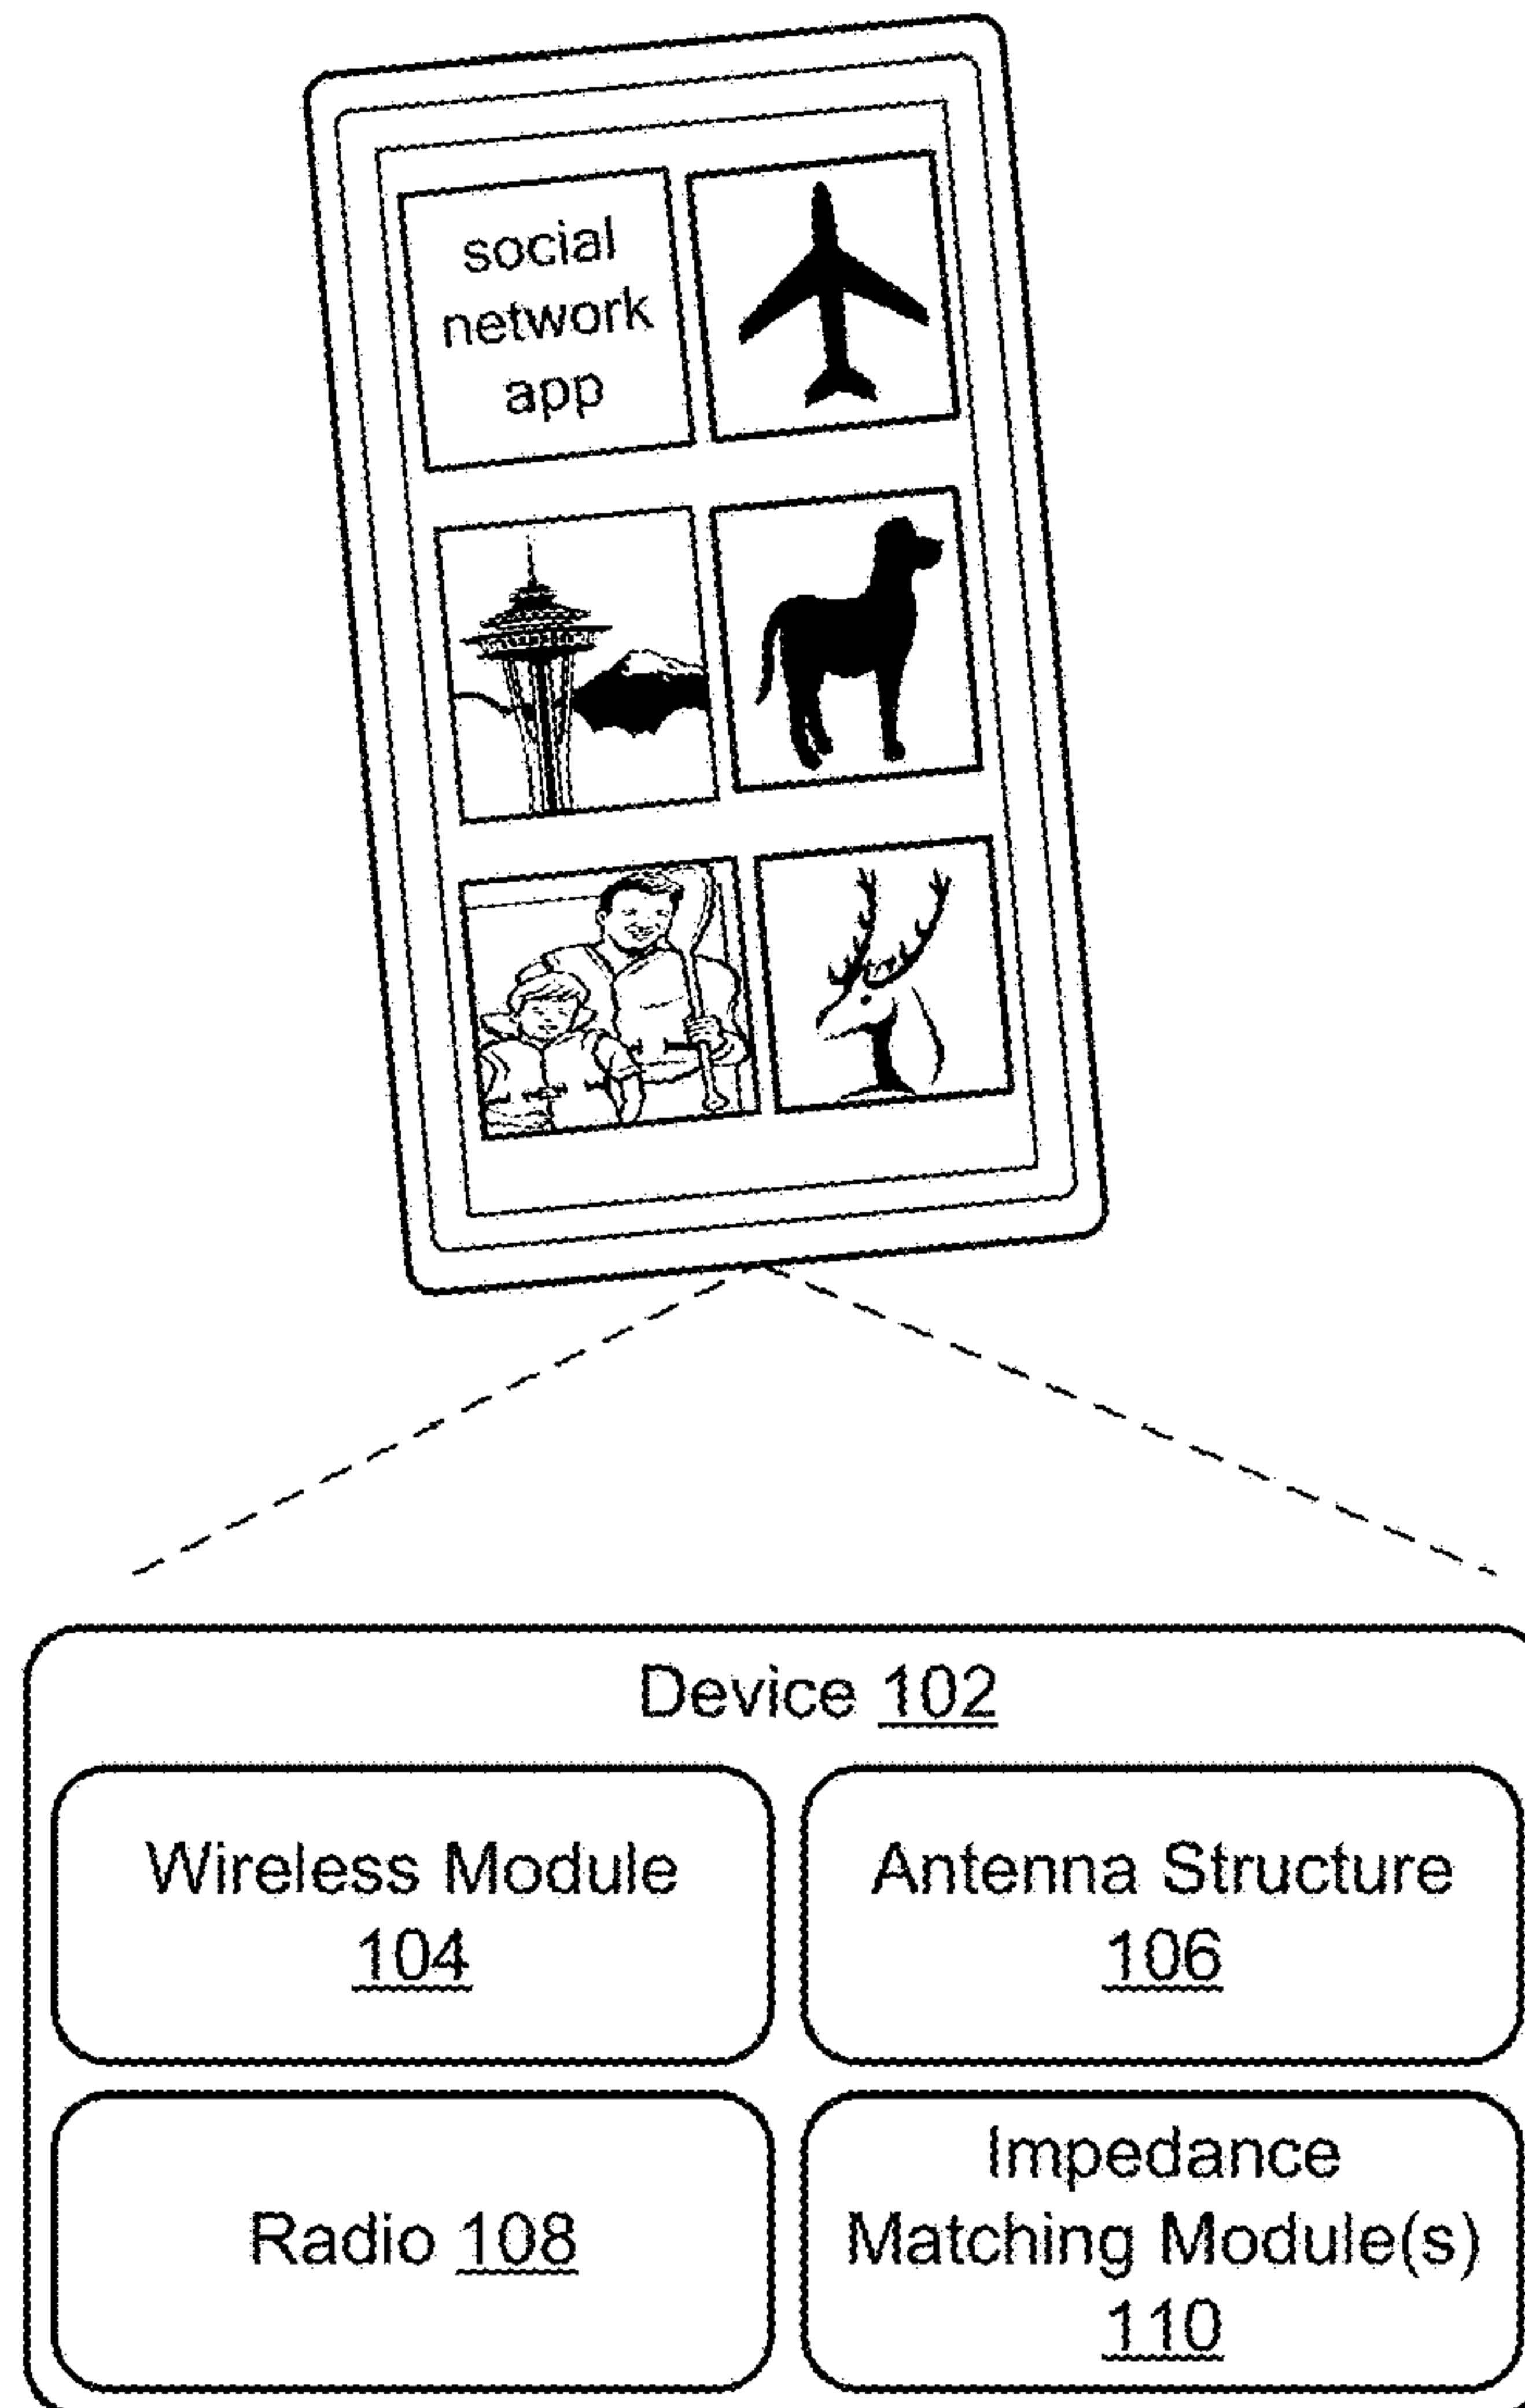 social
network
app
Device 102
Wireless Module
104
Antenna Structure
106
Radio 108
Impedance
Matching Module(s)
110